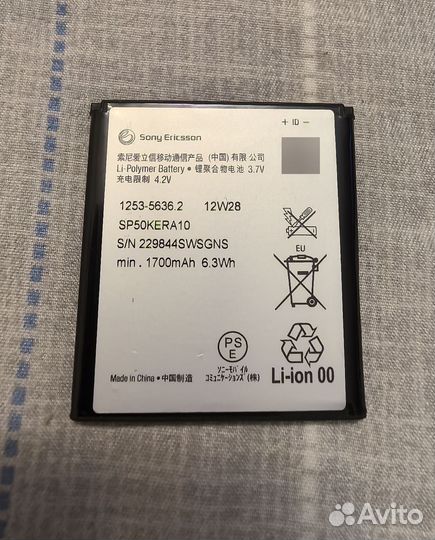 + ID −
Sony Ericsson
索尼爱立信移动通信产品 (中国) 有限公司
Li-Polymer Battery • 锂聚合物电池 3.7V
充电限制 4.2V
1253-5636.2 12W28
SP50KERA10
S/N 229844SWSGNS
min. 1700mAh 6.3Wh
EU
PS
E
Made in China • 中国制造
ソニーモバイル
コミュニケーションズ(株)
Li-ion 00
Avito